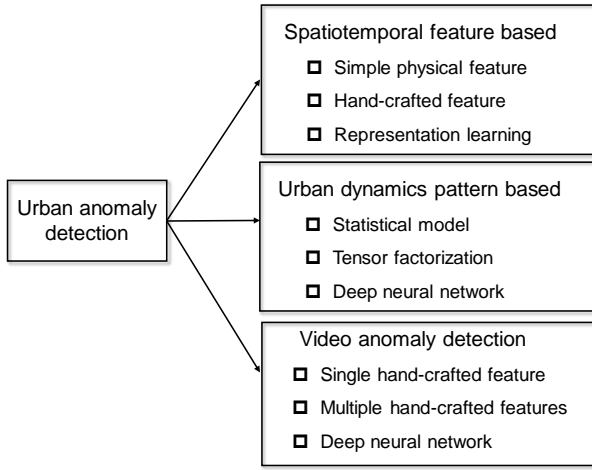 Urban anomaly
detection
Spatiotemporal feature based
Simple physical feature
Hand-crafted feature
Representation learning
Urban dynamics pattern based
Statistical model
Tensor factorization
Deep neural network
Video anomaly detection
Single hand-crafted feature
Multiple hand-crafted features
Deep neural network